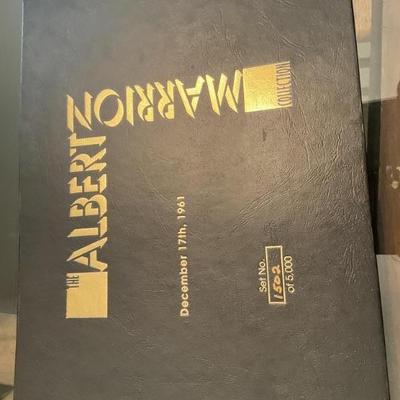 THE
ALBERT
MARRION
COLLECTION
December 17th, 1961
Set No.
1502
of 5,000